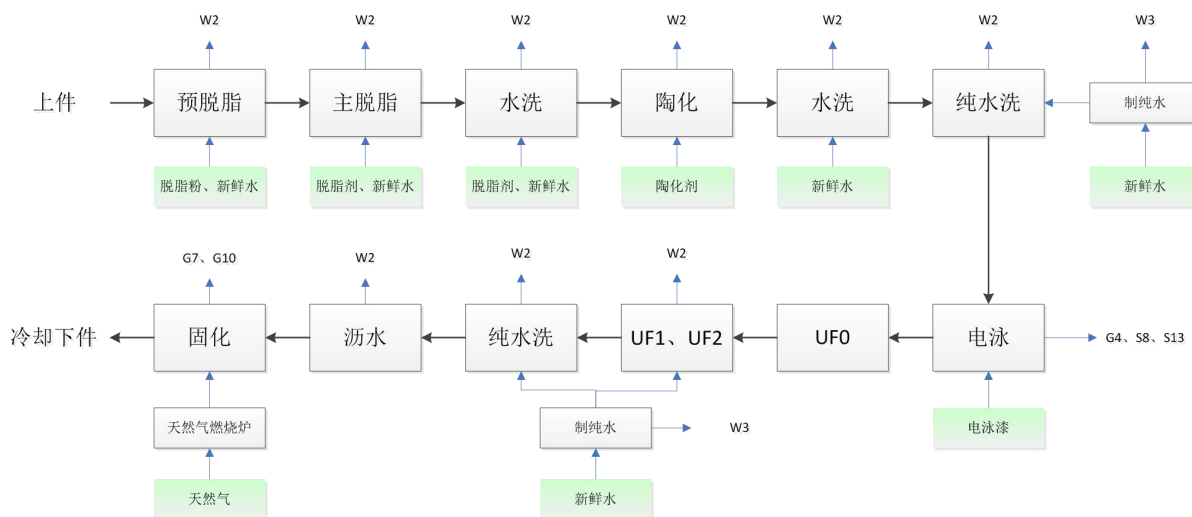 W2
W2
W2
W2
W2
W2
W3
上件
预脱脂
主脱脂
水洗
陶化
水洗
纯水洗
制纯水
脱脂粉、新鲜水
脱脂剂、新鲜水
脱脂剂、新鲜水
陶化剂
新鲜水
新鲜水
G7、G10
W2
W2
W2
冷却下件
固化
沥水
纯水洗
UF1、UF2
UF0
电泳
G4、S8、S13
天然气燃烧炉
制纯水
W3
电泳漆
天然气
新鲜水